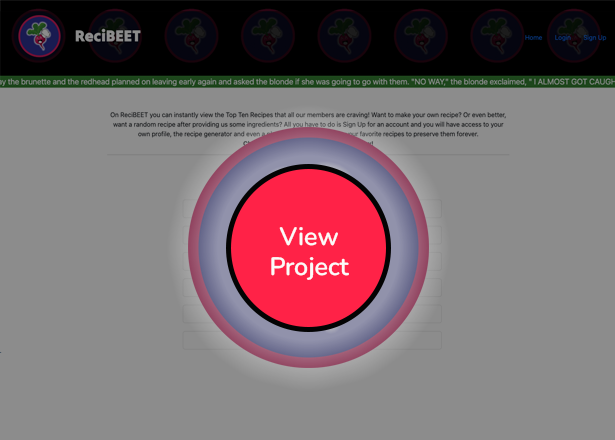 ReciBEET
Home Login Sign Up
ay the brunette and the redhead planned on leaving early again and asked the blonde if she was going to go with them. "NO WAY," the blonde exclaimed, " I ALMOST GOT CAUGH
On ReciBEET you can instantly view the Top Ten Recipes that all our members are craving! Want to make your own recipe? Or even better,
want a random recipe after providing us some ingredients? All you have to do is Sign Up for an account and you will have access to your
own profile, the recipe generator and even a your favorite recipes to preserve them forever.
View
Project